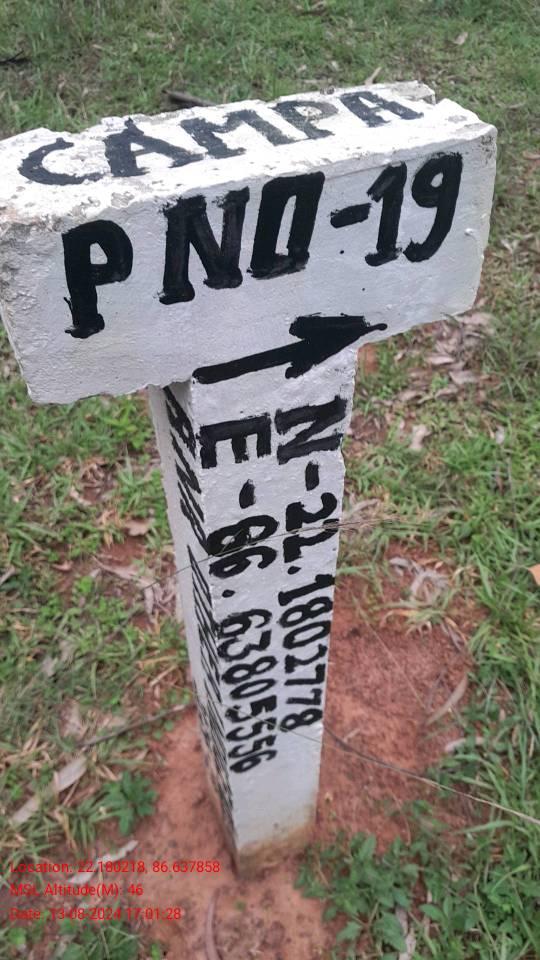 CAMPA
PNO-19
N-22.1802778
E-86.63805556
Location: 22.180218, 86.637858
MSL Altitude(M): 46
Date: 13-08-2024 17:01:28